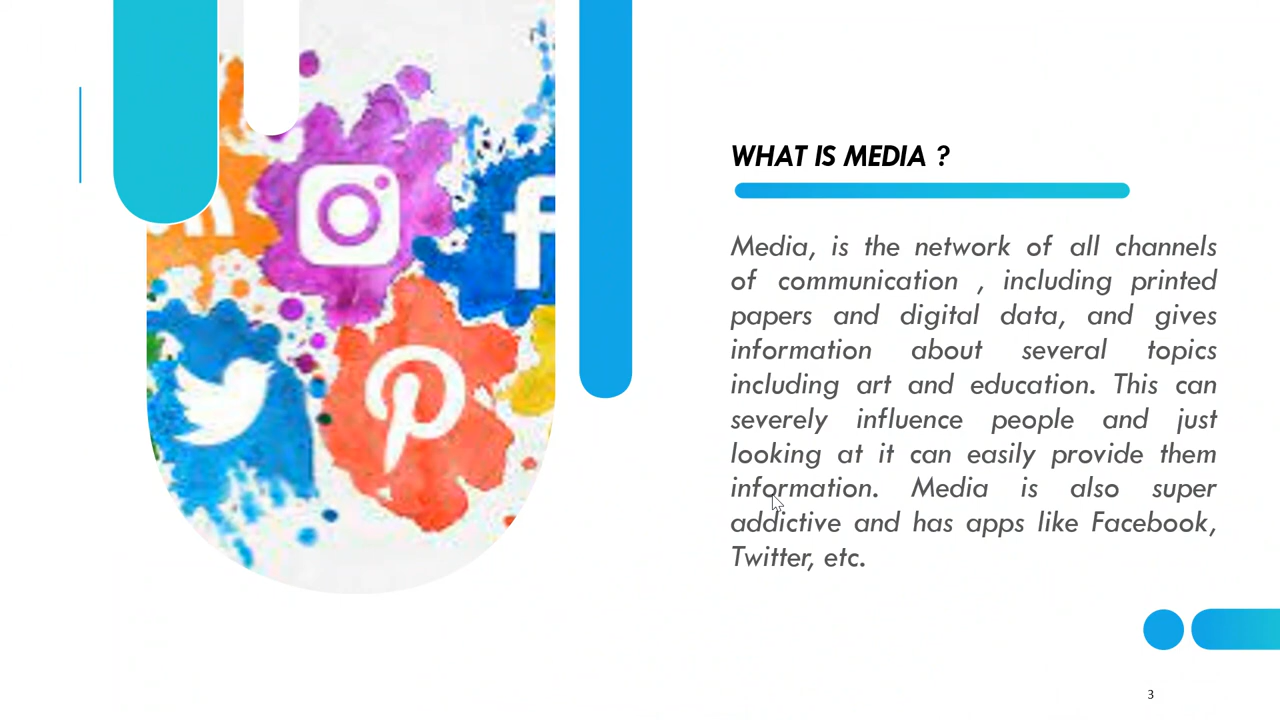 WHAT IS MEDIA ?
Media, is the network of all channels
of communication , including printed
papers and digital data, and gives
information about several topics
including art and education. This can
severely influence people and just
looking at it can easily provide them
information. Media is also super
addictive and has apps like Facebook,
Twitter, etc.
3